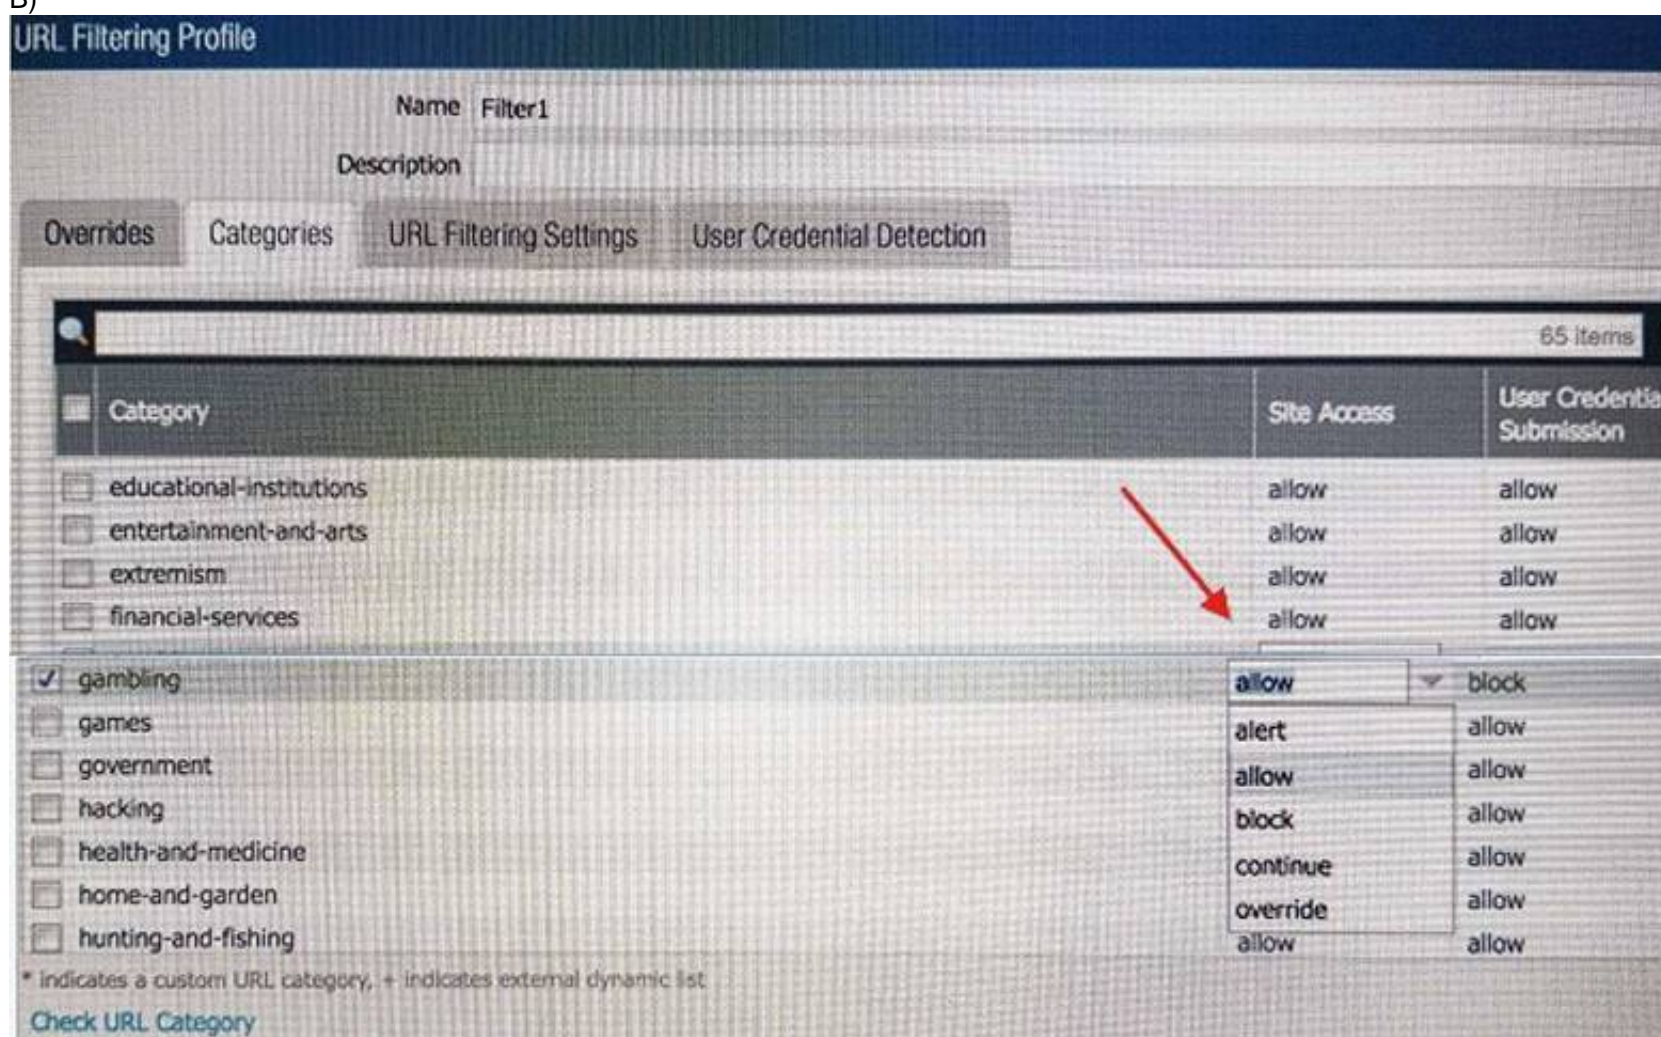 B)
URL Filtering Profile
Name Filter1
Description
Overrides Categories URL Filtering Settings User Credential Detection
65 items
Category Site Access User Credentia
Submission
educational-institutions allow allow
entertainment-and-arts allow allow
extremism allow allow
financial-services allow allow
gambling allow block
games alert allow
government allow allow
hacking block allow
health-and-medicine continue allow
home-and-garden override allow
hunting-and-fishing allow allow
* indicates a custom URL category, + indicates external dynamic list
Check URL Category